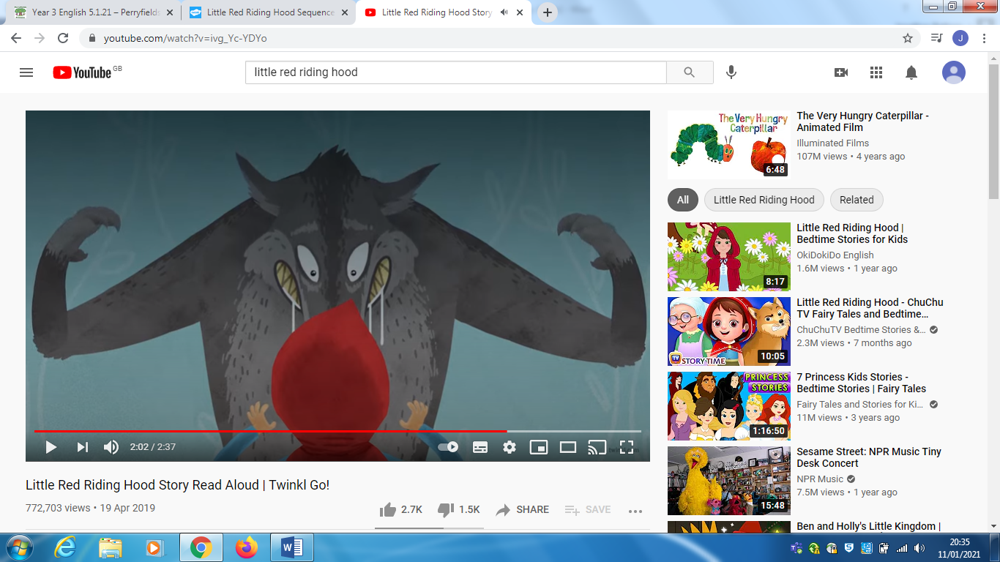 Year 3 English 5.1.21 – Perryfields
Little Red Riding Hood Sequence
Little Red Riding Hood Story
youtube.com/watch?v=ivg_Yc-YDYo
J
YouTube GB
little red riding hood
2:02 / 2:37
Little Red Riding Hood Story Read Aloud | Twinkl Go!
772,703 views • 19 Apr 2019
2.7K
1.5K
SHARE
SAVE
The Very Hungry
Caterpillar
6:48
The Very Hungry Caterpillar -
Animated Film
Illuminated Films
107M views • 4 years ago
All
Little Red Riding Hood
Related
8:17
Little Red Riding Hood |
Bedtime Stories for Kids
OkiDokiDo English
1.6M views • 1 year ago
STORY TIME
10:05
Little Red Riding Hood - ChuChu
TV Fairy Tales and Bedtime...
ChuChuTV Bedtime Stories &...
2.3M views • 7 months ago
PRINCESS
STORIES
1:16:50
7 Princess Kids Stories -
Bedtime Stories | Fairy Tales
Fairy Tales and Stories for Ki...
11M views • 3 years ago
15:48
Sesame Street: NPR Music Tiny
Desk Concert
NPR Music
7.5M views • 1 year ago
Ben and Holly's Little Kingdom |
20:35
11/01/2021